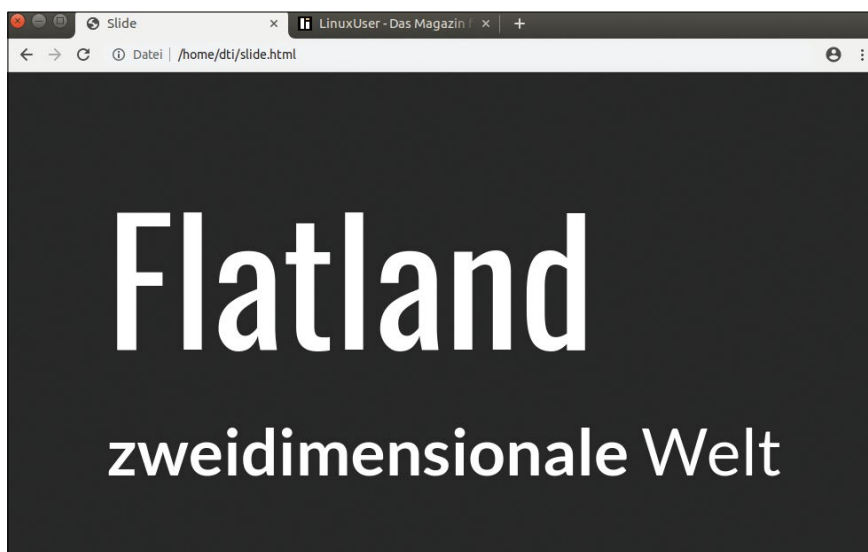 Slide
LinuxUser - Das Magazin f
Datei | /home/dti/slide.html
Flatland
zweidimensionale Welt